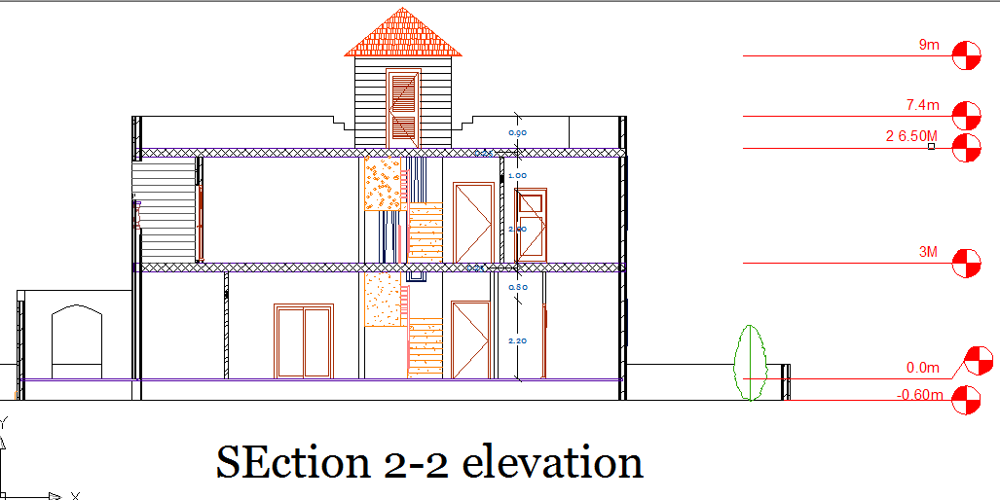 9m
7.4m
2 6.50M
3M
0.0m
-0.60m
0.90
1.00
2.60
0.80
2.20
SEction 2-2 elevation
Y
X